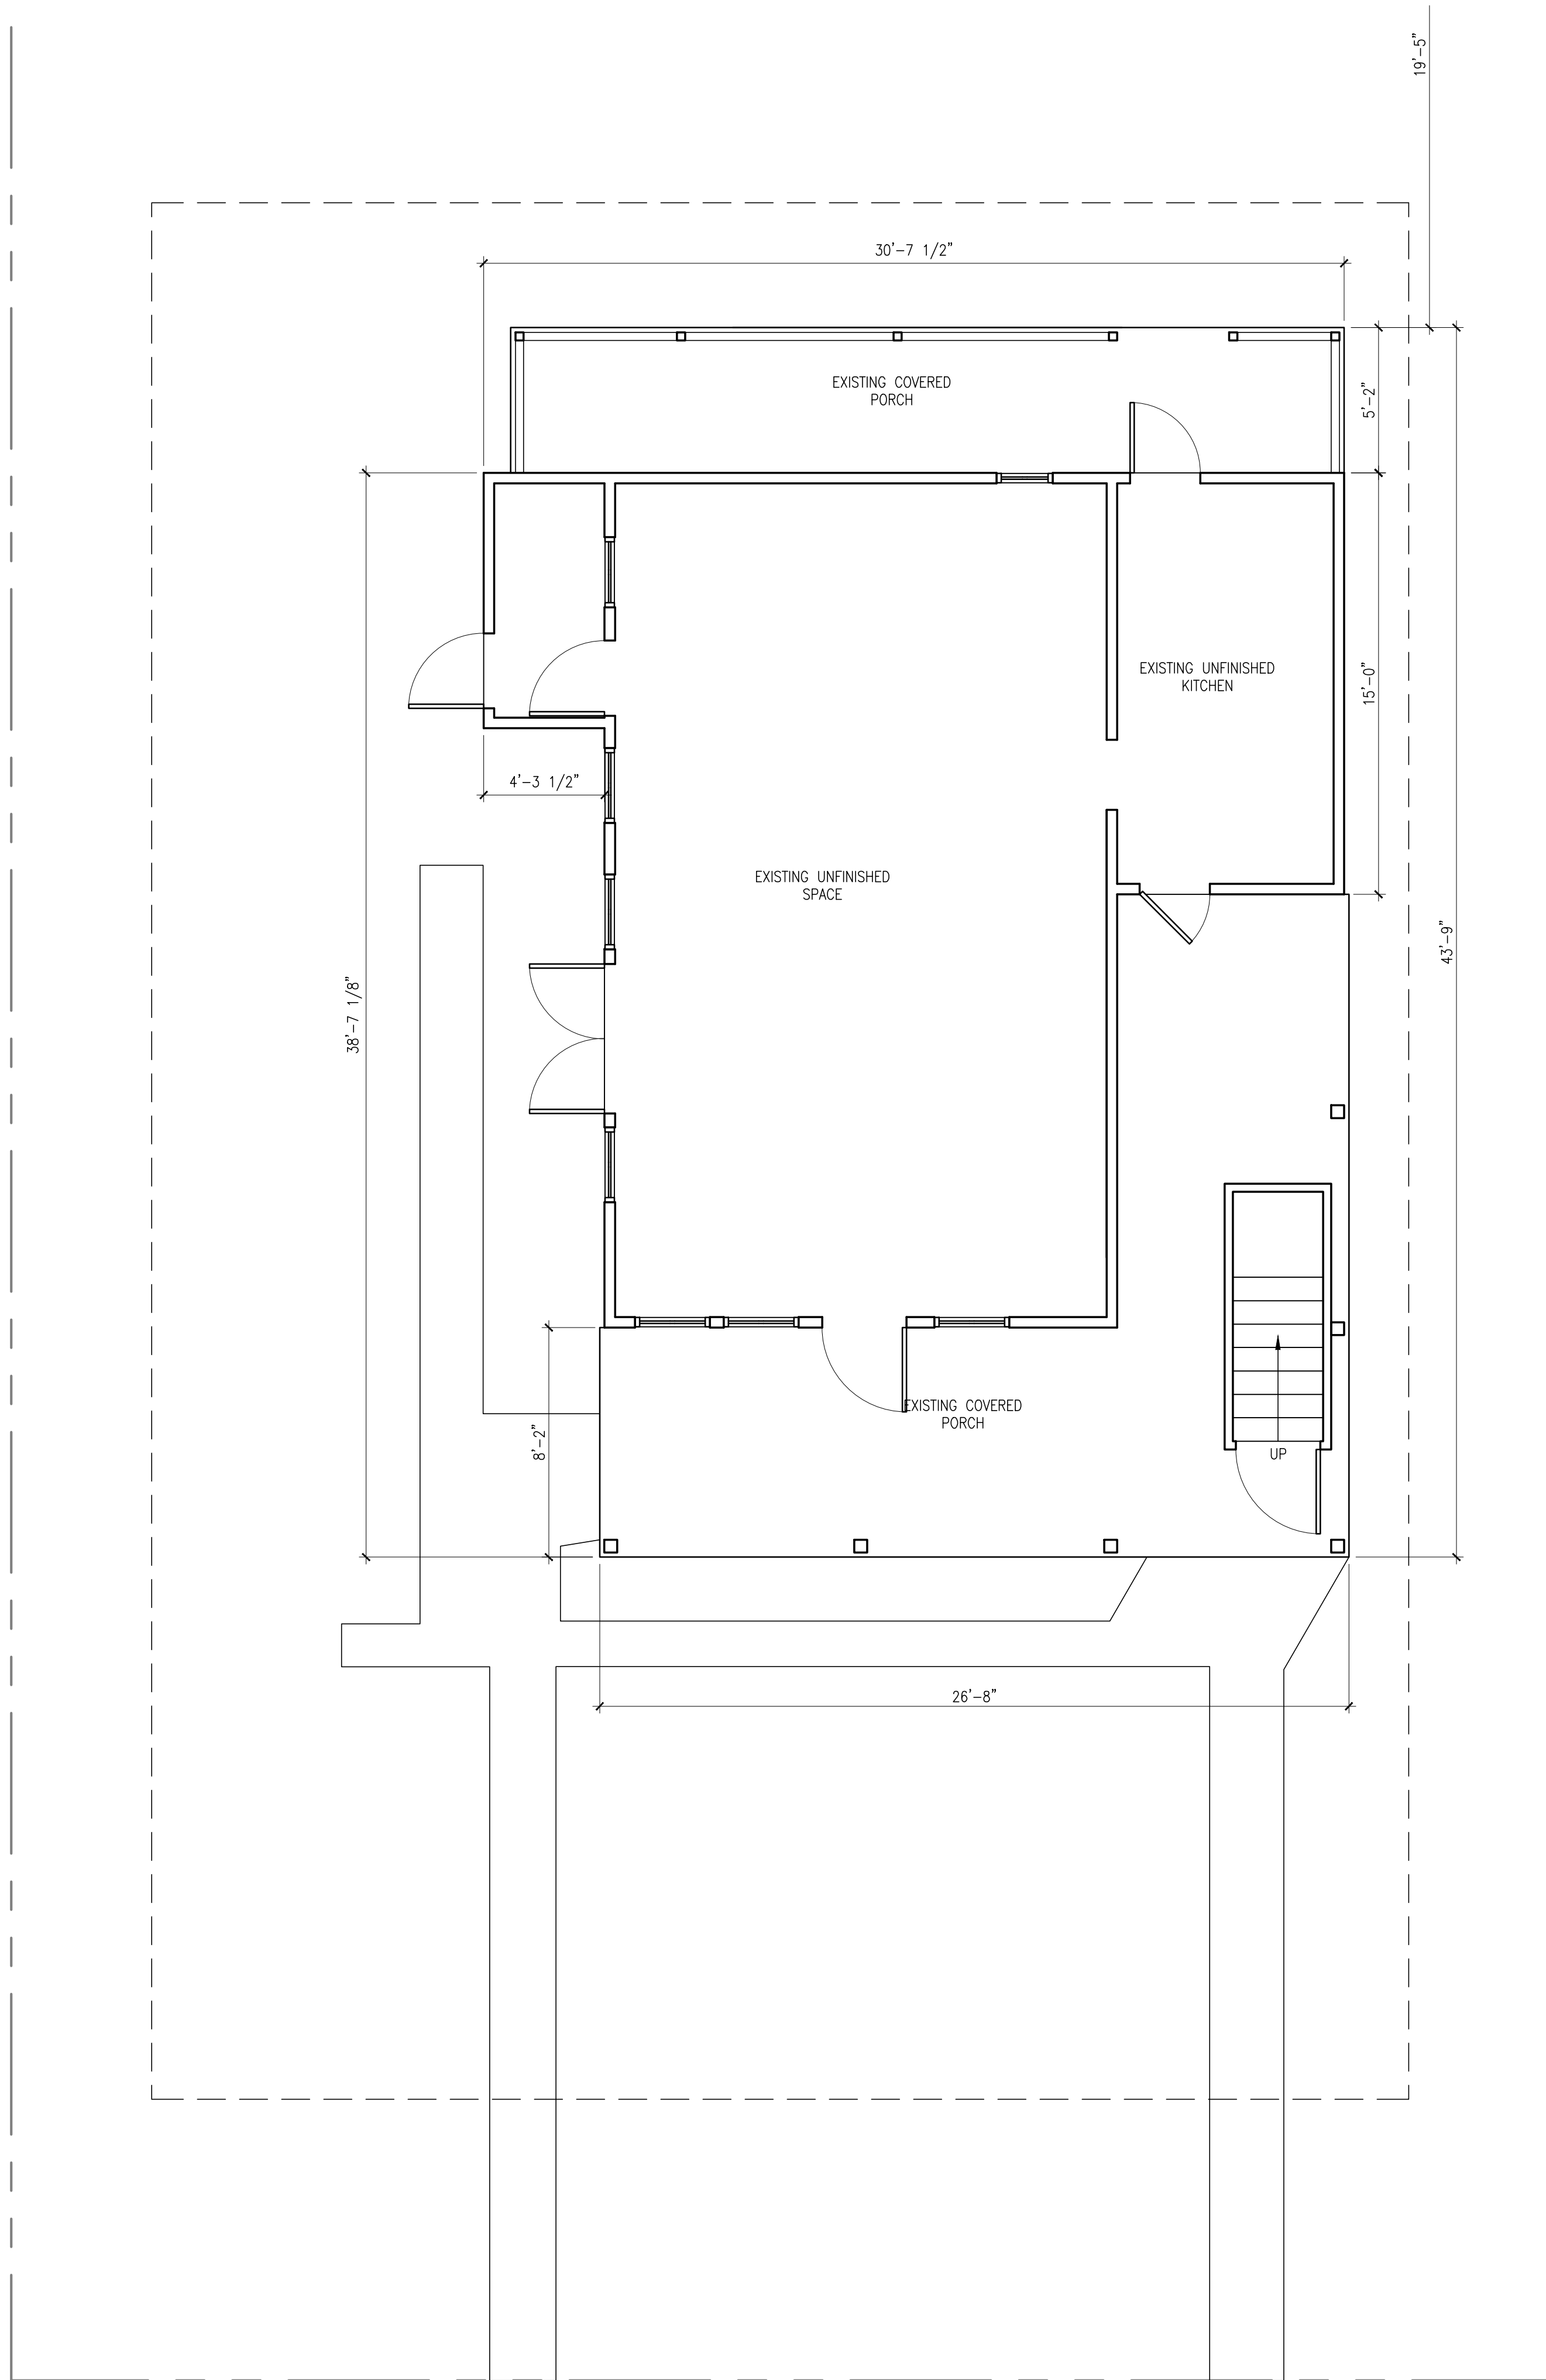 19'-5"
30'-7 1/2"
EXISTING COVERED
PORCH
5'-2"
EXISTING UNFINISHED
KITCHEN
15'-0"
4'-3 1/2"
EXISTING UNFINISHED
SPACE
43'-9"
38'-7 1/8"
EXISTING COVERED
PORCH
8'-2"
UP
26'-8"